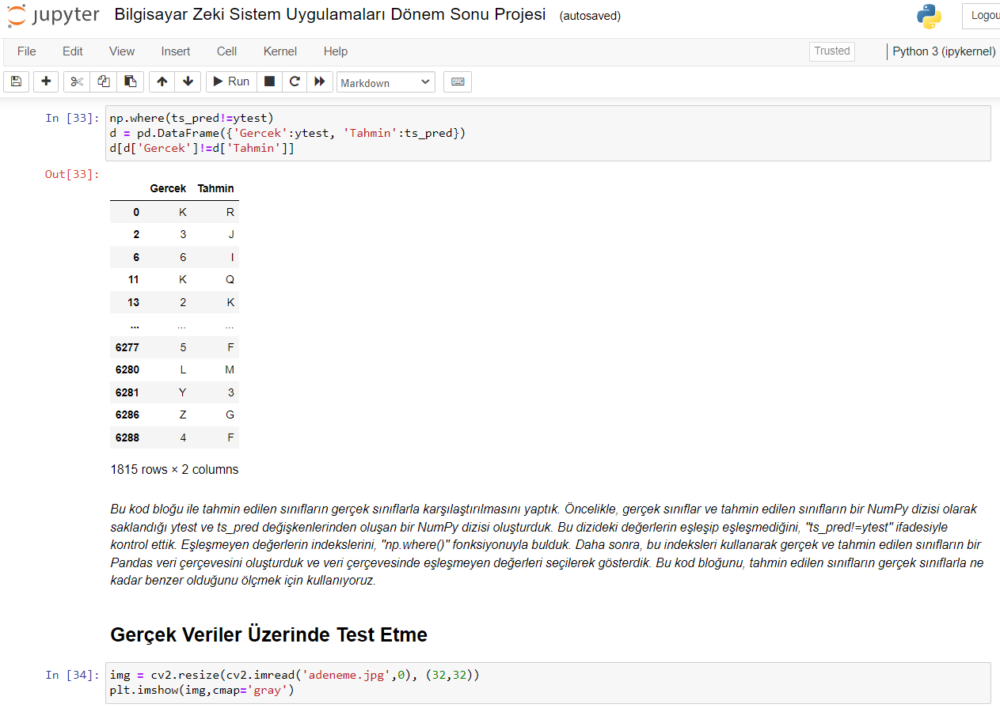 jupyter Bilgisayar Zeki Sistem Uygulamaları Dönem Sonu Projesi (autosaved)
File Edit View Insert Cell Kernel Help Trusted Python 3 (ipykernel)
Run Markdown
In [33]: np.where(ts_pred!=ytest)
d = pd.DataFrame({'Gercek':ytest, 'Tahmin':ts_pred})
d[d['Gercek']!=d['Tahmin']]
Out[33]:
Gercek Tahmin
0 K R
2 3 J
6 6 I
11 K Q
13 2 K
... ... ...
6277 5 F
6280 L M
6281 Y 3
6286 Z G
6288 4 F
1815 rows × 2 columns
Bu kod bloğu ile tahmin edilen sınıfların gerçek sınıflarla karşılaştırılmasını yaptık. Öncelikle, gerçek sınıflar ve tahmin edilen sınıfların bir NumPy dizisi olarak
saklandığı ytest ve ts_pred değişkenlerinden oluşan bir NumPy dizisi oluşturduk. Bu dizideki değerlerin eşleşip eşleşmediğini, "ts_pred!=ytest" ifadesiyle
kontrol ettik. Eşleşmeyen değerlerin indekslerini, "np.where()" fonksiyonuyla bulduk. Daha sonra, bu indeksleri kullanarak gerçek ve tahmin edilen sınıfların bir
Pandas veri çerçevesini oluşturduk ve veri çerçevesinde eşleşmeyen değerleri seçilerek gösterdik. Bu kod bloğunu, tahmin edilen sınıfların gerçek sınıflarla ne
kadar benzer olduğunu ölçmek için kullanıyoruz.
Gerçek Veriler Üzerinde Test Etme
In [34]: img = cv2.resize(cv2.imread('adeneme.jpg',0), (32,32))
plt.imshow(img,cmap='gray')